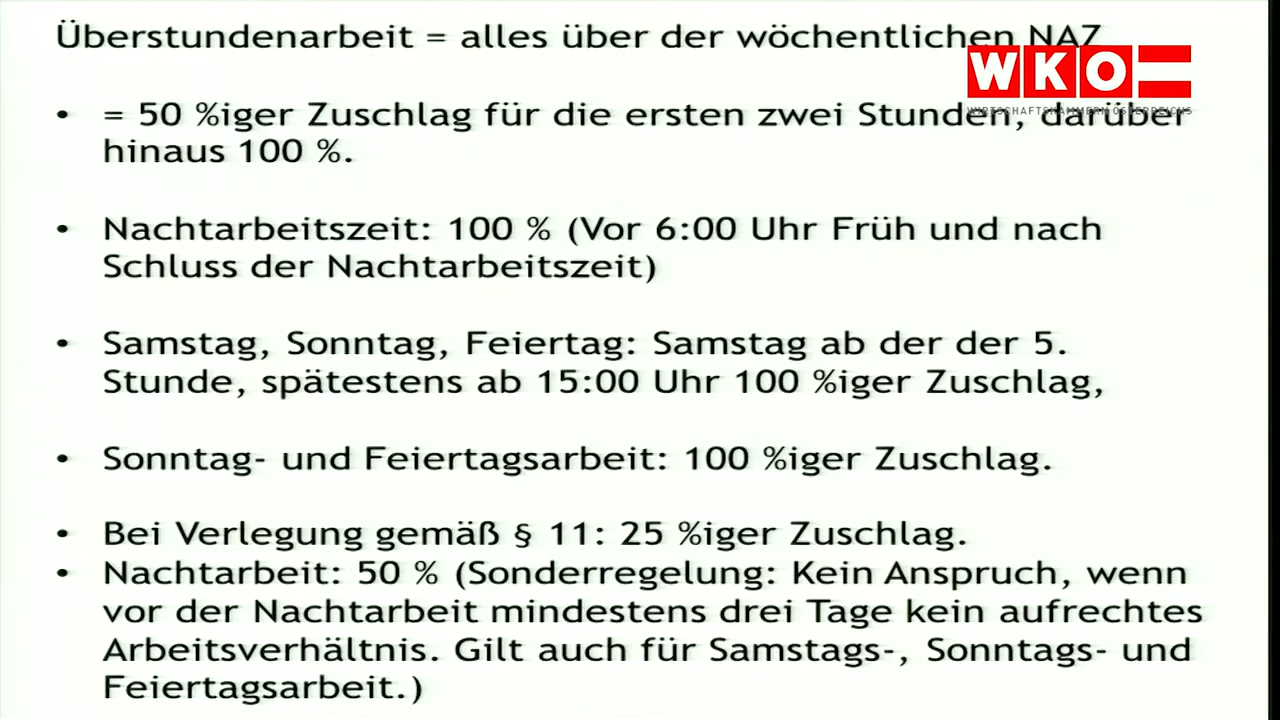 Überstundenarbeit = alles über der wöchentlichen NAZ
WKO
WIRTSCHAFTSKAMMERN ÖSTERREICHS
• = 50 %iger Zuschlag für die ersten zwei Stunden, darüber
hinaus 100 %.
• Nachtarbeitszeit: 100 % (Vor 6:00 Uhr Früh und nach
Schluss der Nachtarbeitszeit)
• Samstag, Sonntag, Feiertag: Samstag ab der der 5.
Stunde, spätestens ab 15:00 Uhr 100 %iger Zuschlag,
• Sonntag- und Feiertagsarbeit: 100 %iger Zuschlag.
• Bei Verlegung gemäß § 11: 25 %iger Zuschlag.
• Nachtarbeit: 50 % (Sonderregelung: Kein Anspruch, wenn
vor der Nachtarbeit mindestens drei Tage kein aufrechtes
Arbeitsverhältnis. Gilt auch für Samstags-, Sonntags- und
Feiertagsarbeit.)